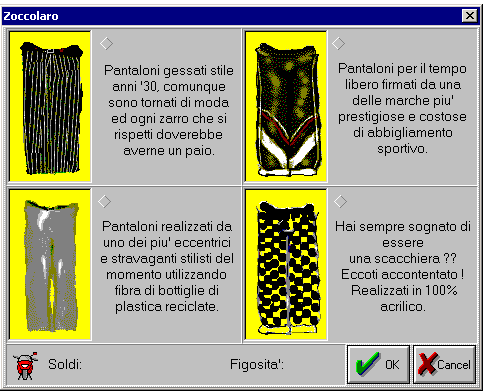 Zoccolaro
Pantaloni gessati stile
anni '30, comunque
sono tornati di moda
ed ogni zarro che si
rispetti doverebbe
averne un paio.
Pantaloni per il tempo
libero firmati da una
delle marche piu'
prestigiose e costose
di abbigliamento
sportivo.
Pantaloni realizzati da
uno dei piu' eccentrici
e stravaganti stilisti del
momento utilizzando
fibra di bottiglie di
plastica reciclate.
Hai sempre sognato di
essere
una scacchiera ??
Eccoti accontentato !
Realizzati in 100%
acrilico.
Soldi:
Figosita':
OK
Cancel